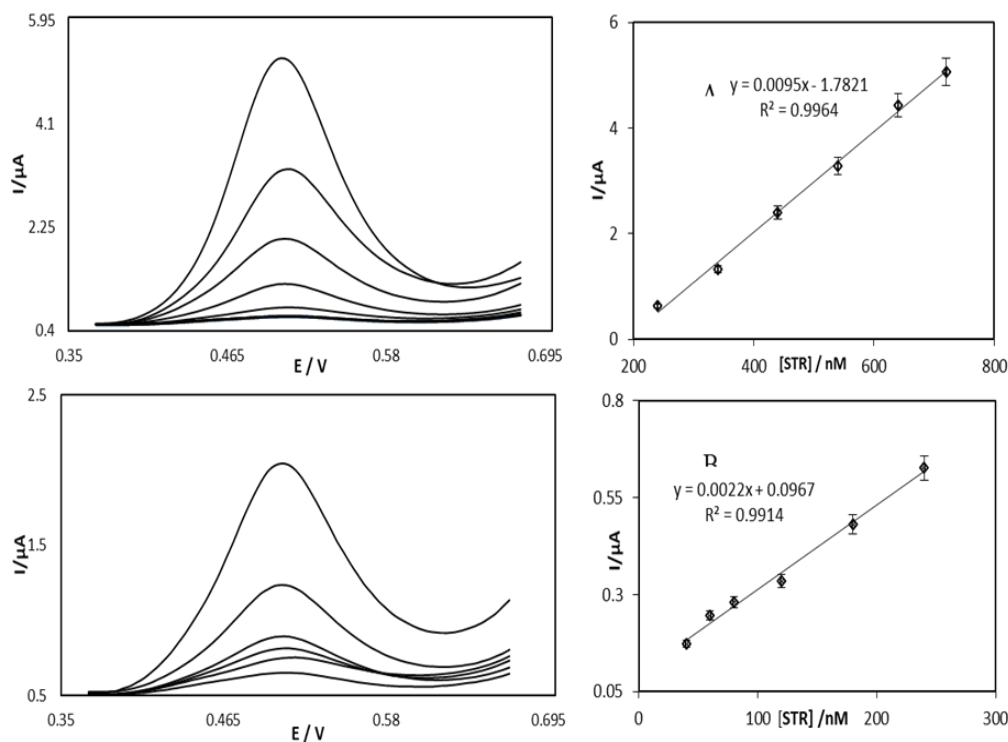 5.95
4.1
2.25
0.4
I/µA
0.35
0.465
0.58
0.695
E / V
6
4
2
0
I/µA
y = 0.0095x - 1.7821
R² = 0.9964
200
400
600
800
[STR] / nM
2.5
1.5
0.5
I/µA
0.35
0.465
0.58
0.695
E / V
0.8
0.55
0.3
0.05
I/µA
y = 0.0022x + 0.0967
R² = 0.9914
0
100
200
300
[STR] /nM